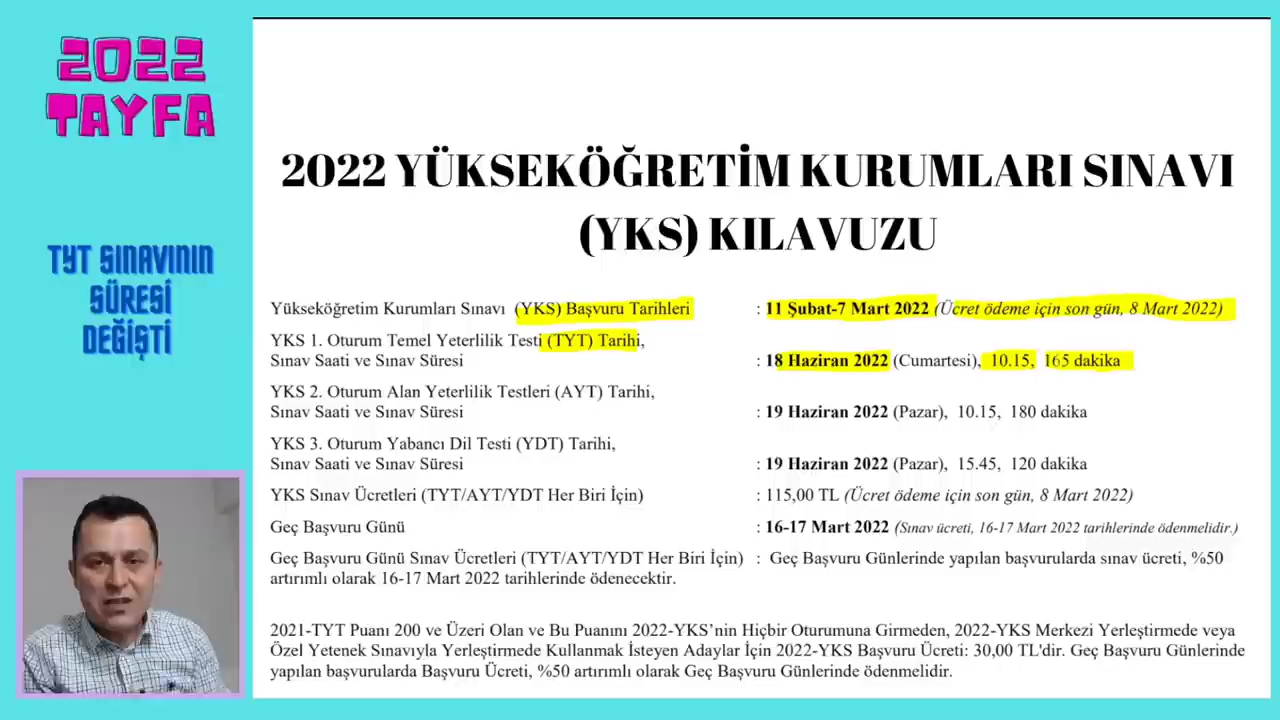 2022
TAYFA
TYT SINAVININ
SÜRESİ
DEĞİŞTİ
2022 YÜKSEKÖĞRETİM KURUMLARI SINAVI
(YKS) KILAVUZU
Yükseköğretim Kurumları Sınavı (YKS) Başvuru Tarihleri : 11 Şubat-7 Mart 2022 (Ücret ödeme için son gün, 8 Mart 2022)
YKS 1. Oturum Temel Yeterlilik Testi (TYT) Tarihi,
Sınav Saati ve Sınav Süresi : 18 Haziran 2022 (Cumartesi), 10.15, 165 dakika
YKS 2. Oturum Alan Yeterlilik Testleri (AYT) Tarihi,
Sınav Saati ve Sınav Süresi : 19 Haziran 2022 (Pazar), 10.15, 180 dakika
YKS 3. Oturum Yabancı Dil Testi (YDT) Tarihi,
Sınav Saati ve Sınav Süresi : 19 Haziran 2022 (Pazar), 15.45, 120 dakika
YKS Sınav Ücretleri (TYT/AYT/YDT Her Biri İçin) : 115,00 TL (Ücret ödeme için son gün, 8 Mart 2022)
Geç Başvuru Günü : 16-17 Mart 2022 (Sınav ücreti, 16-17 Mart 2022 tarihlerinde ödenmelidir.)
Geç Başvuru Günü Sınav Ücretleri (TYT/AYT/YDT Her Biri İçin) : Geç Başvuru Günlerinde yapılan başvurularda sınav ücreti, %50
artırımlı olarak 16-17 Mart 2022 tarihlerinde ödenecektir.
2021-TYT Puanı 200 ve Üzeri Olan ve Bu Puanını 2022-YKS'nin Hiçbir Oturumuna Girmeden, 2022-YKS Merkezi Yerleştirmede veya
Özel Yetenek Sınavıyla Yerleştirmede Kullanmak İsteyen Adaylar İçin 2022-YKS Başvuru Ücreti: 30,00 TL'dir. Geç Başvuru Günlerinde
yapılan başvurularda Başvuru Ücreti, %50 artırımlı olarak Geç Başvuru Günlerinde ödenmelidir.